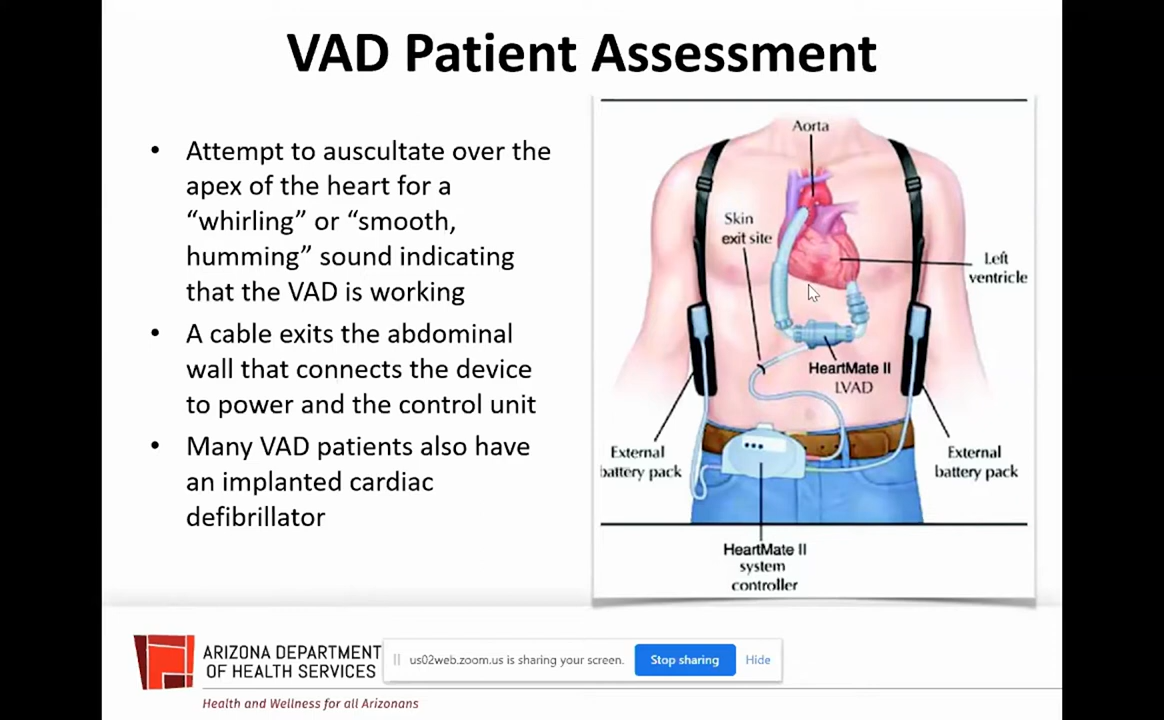 VAD Patient Assessment
• Attempt to auscultate over the
apex of the heart for a
“whirling” or “smooth,
humming” sound indicating
that the VAD is working
• A cable exits the abdominal
wall that connects the device
to power and the control unit
• Many VAD patients also have
an implanted cardiac
defibrillator
Aorta
Skin
exit site
Left
ventricle
HeartMate II
LVAD
External
battery pack
External
battery pack
HeartMate II
system
controller
ARIZONA DEPARTMENT
OF HEALTH SERVICES
Health and Wellness for all Arizonans
us02web.zoom.us is sharing your screen.
Stop sharing
Hide